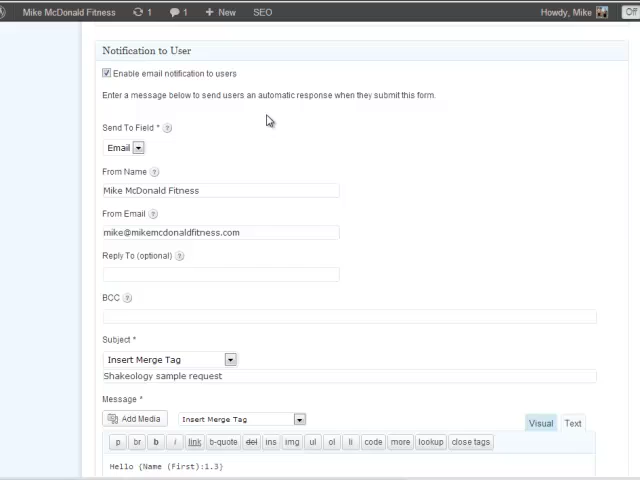 Mike McDonald Fitness 1 1 + New SEO Howdy, Mike Off
Notification to User
Enable email notification to users
Enter a message below to send users an automatic response when they submit this form.
Send To Field * ?
Email
From Name ?
Mike McDonald Fitness
From Email ?
mike@mikemcdonaldfitness.com
Reply To (optional) ?
BCC ?
Subject *
Insert Merge Tag
Shakeology sample request
Message *
Add Media Insert Merge Tag Visual Text
p br b i link b-quote del ins img ul ol li code more lookup close tags
Hello {Name (First):1.3}